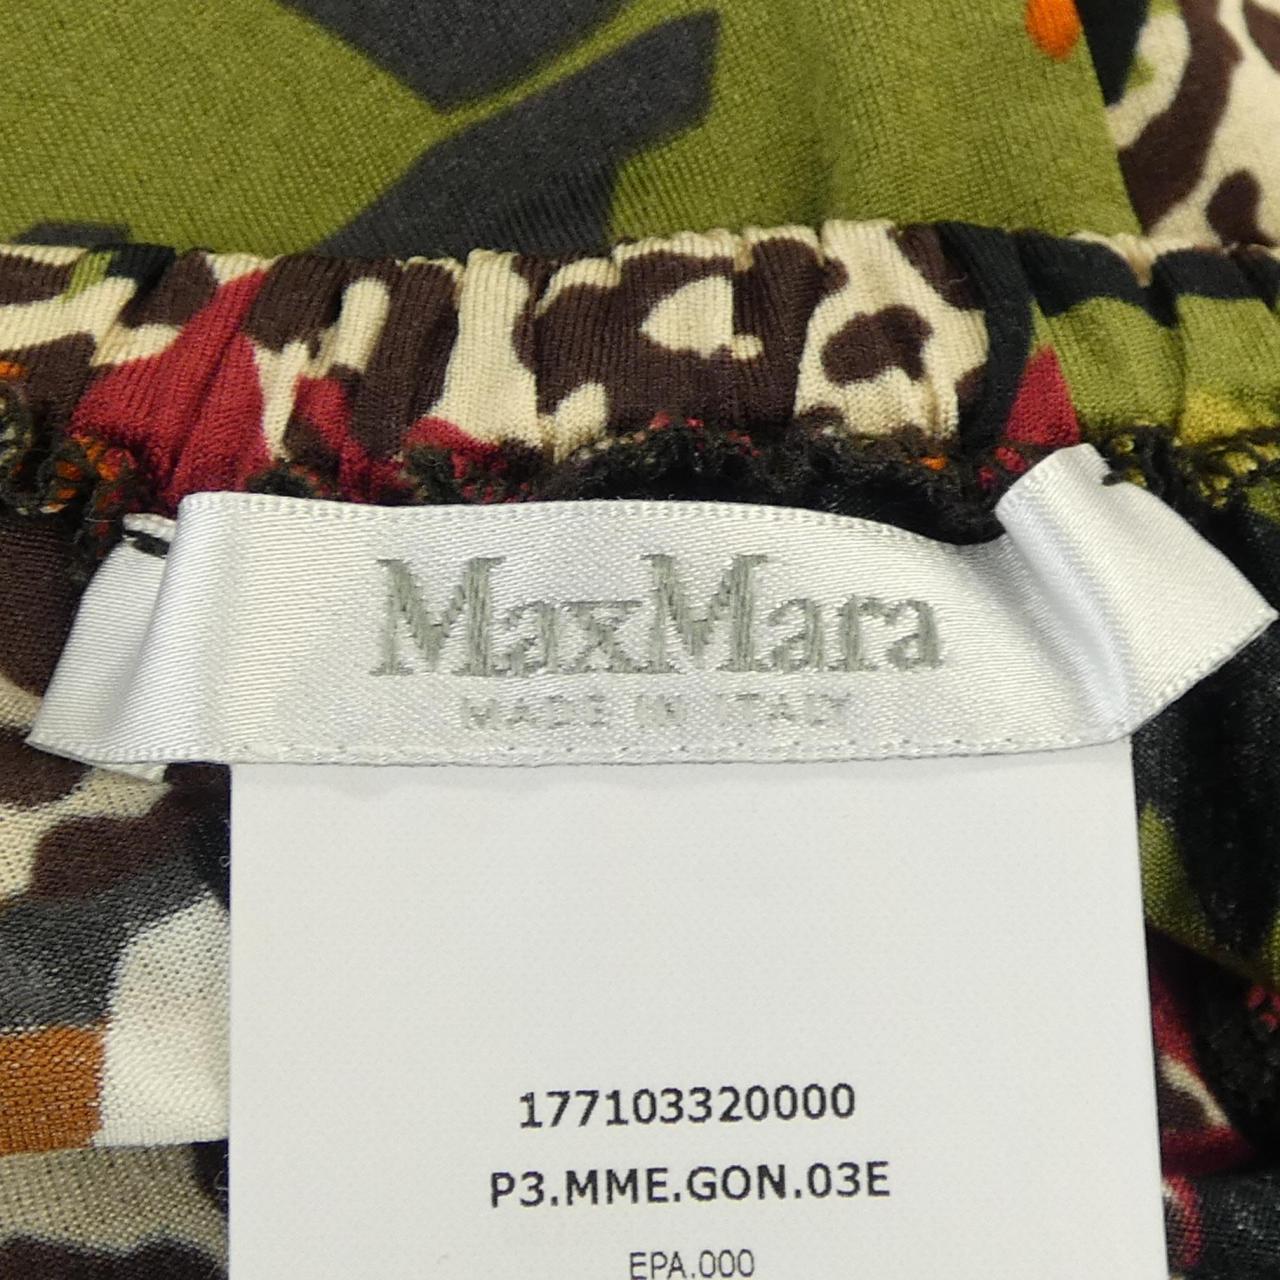 MaxMara
MADE IN ITALY
177103320000
P3.MME.GON.03E
EPA.000